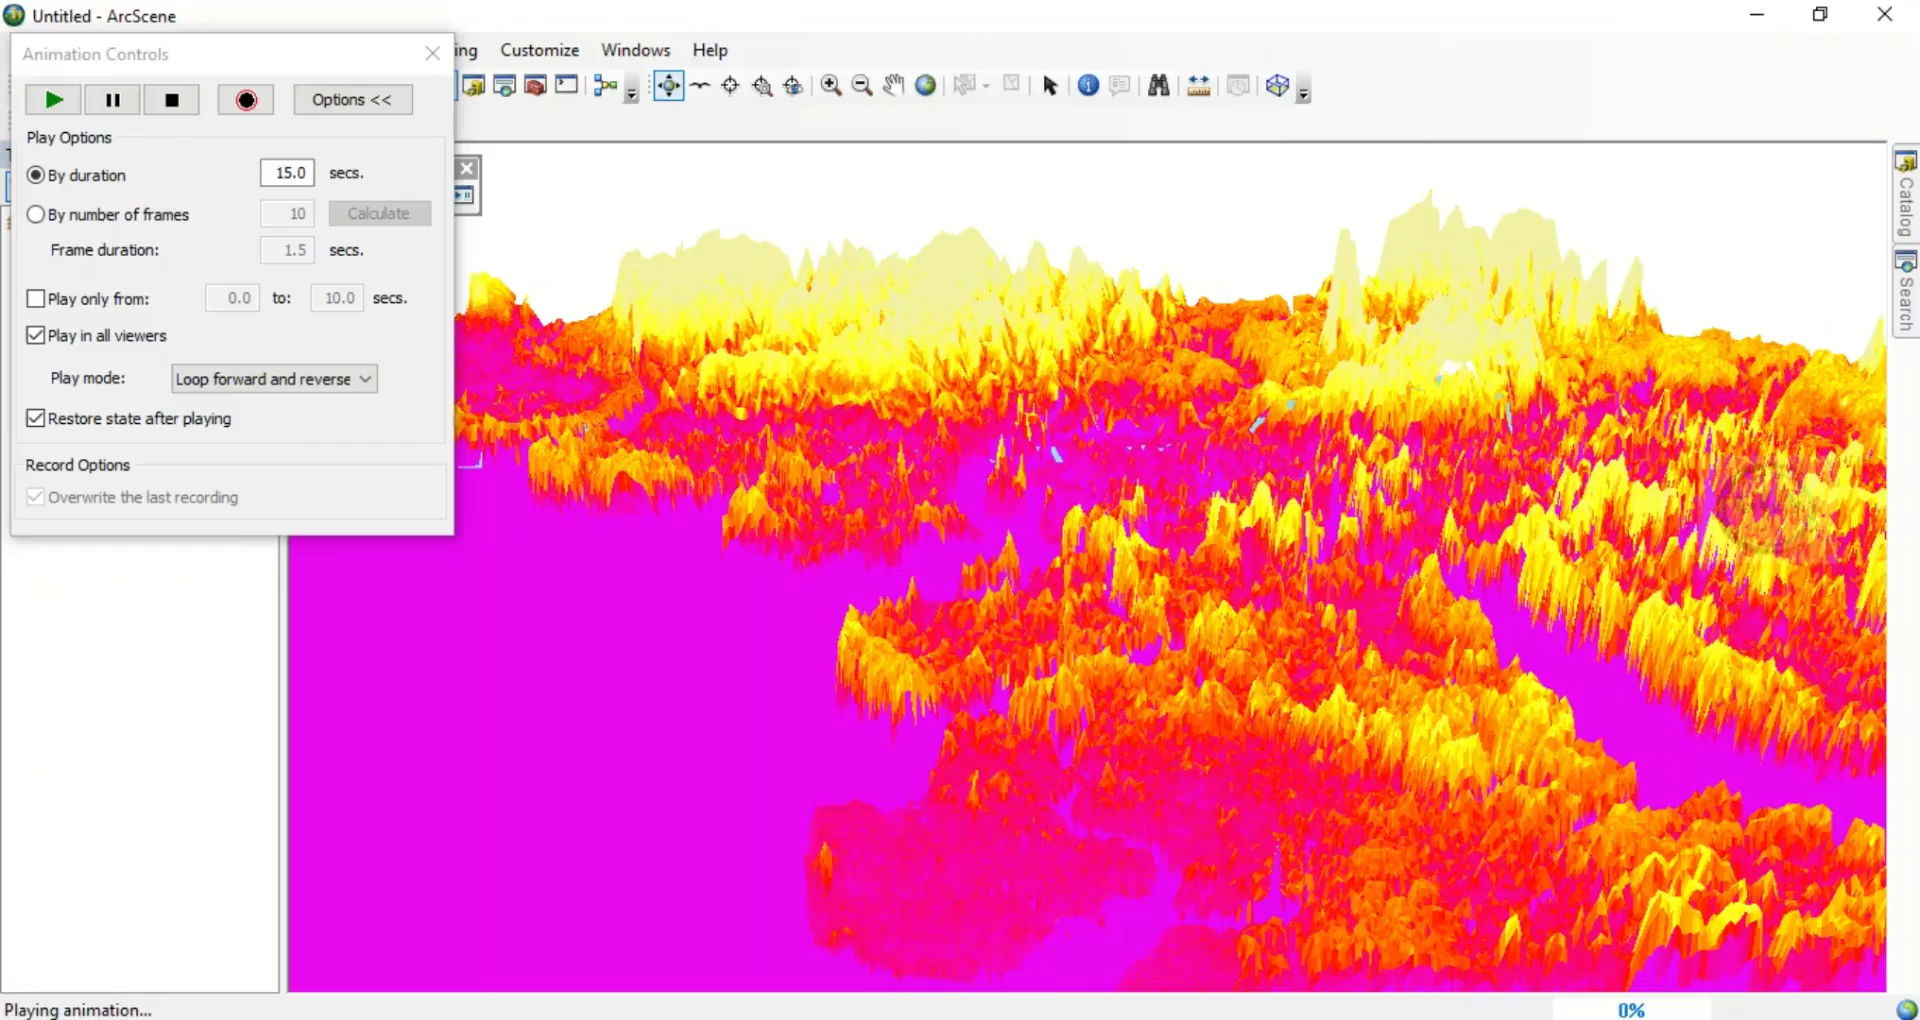 Untitled - ArcScene
Animation Controls
ing Customize Windows Help
Options <<
Play Options
By duration 15.0 secs.
By number of frames 10 Calculate
Frame duration: 1.5 secs.
Play only from: 0.0 to: 10.0 secs.
Play in all viewers
Play mode: Loop forward and reverse
Restore state after playing
Record Options
Overwrite the last recording
Catalog
Search
Playing animation...
0%